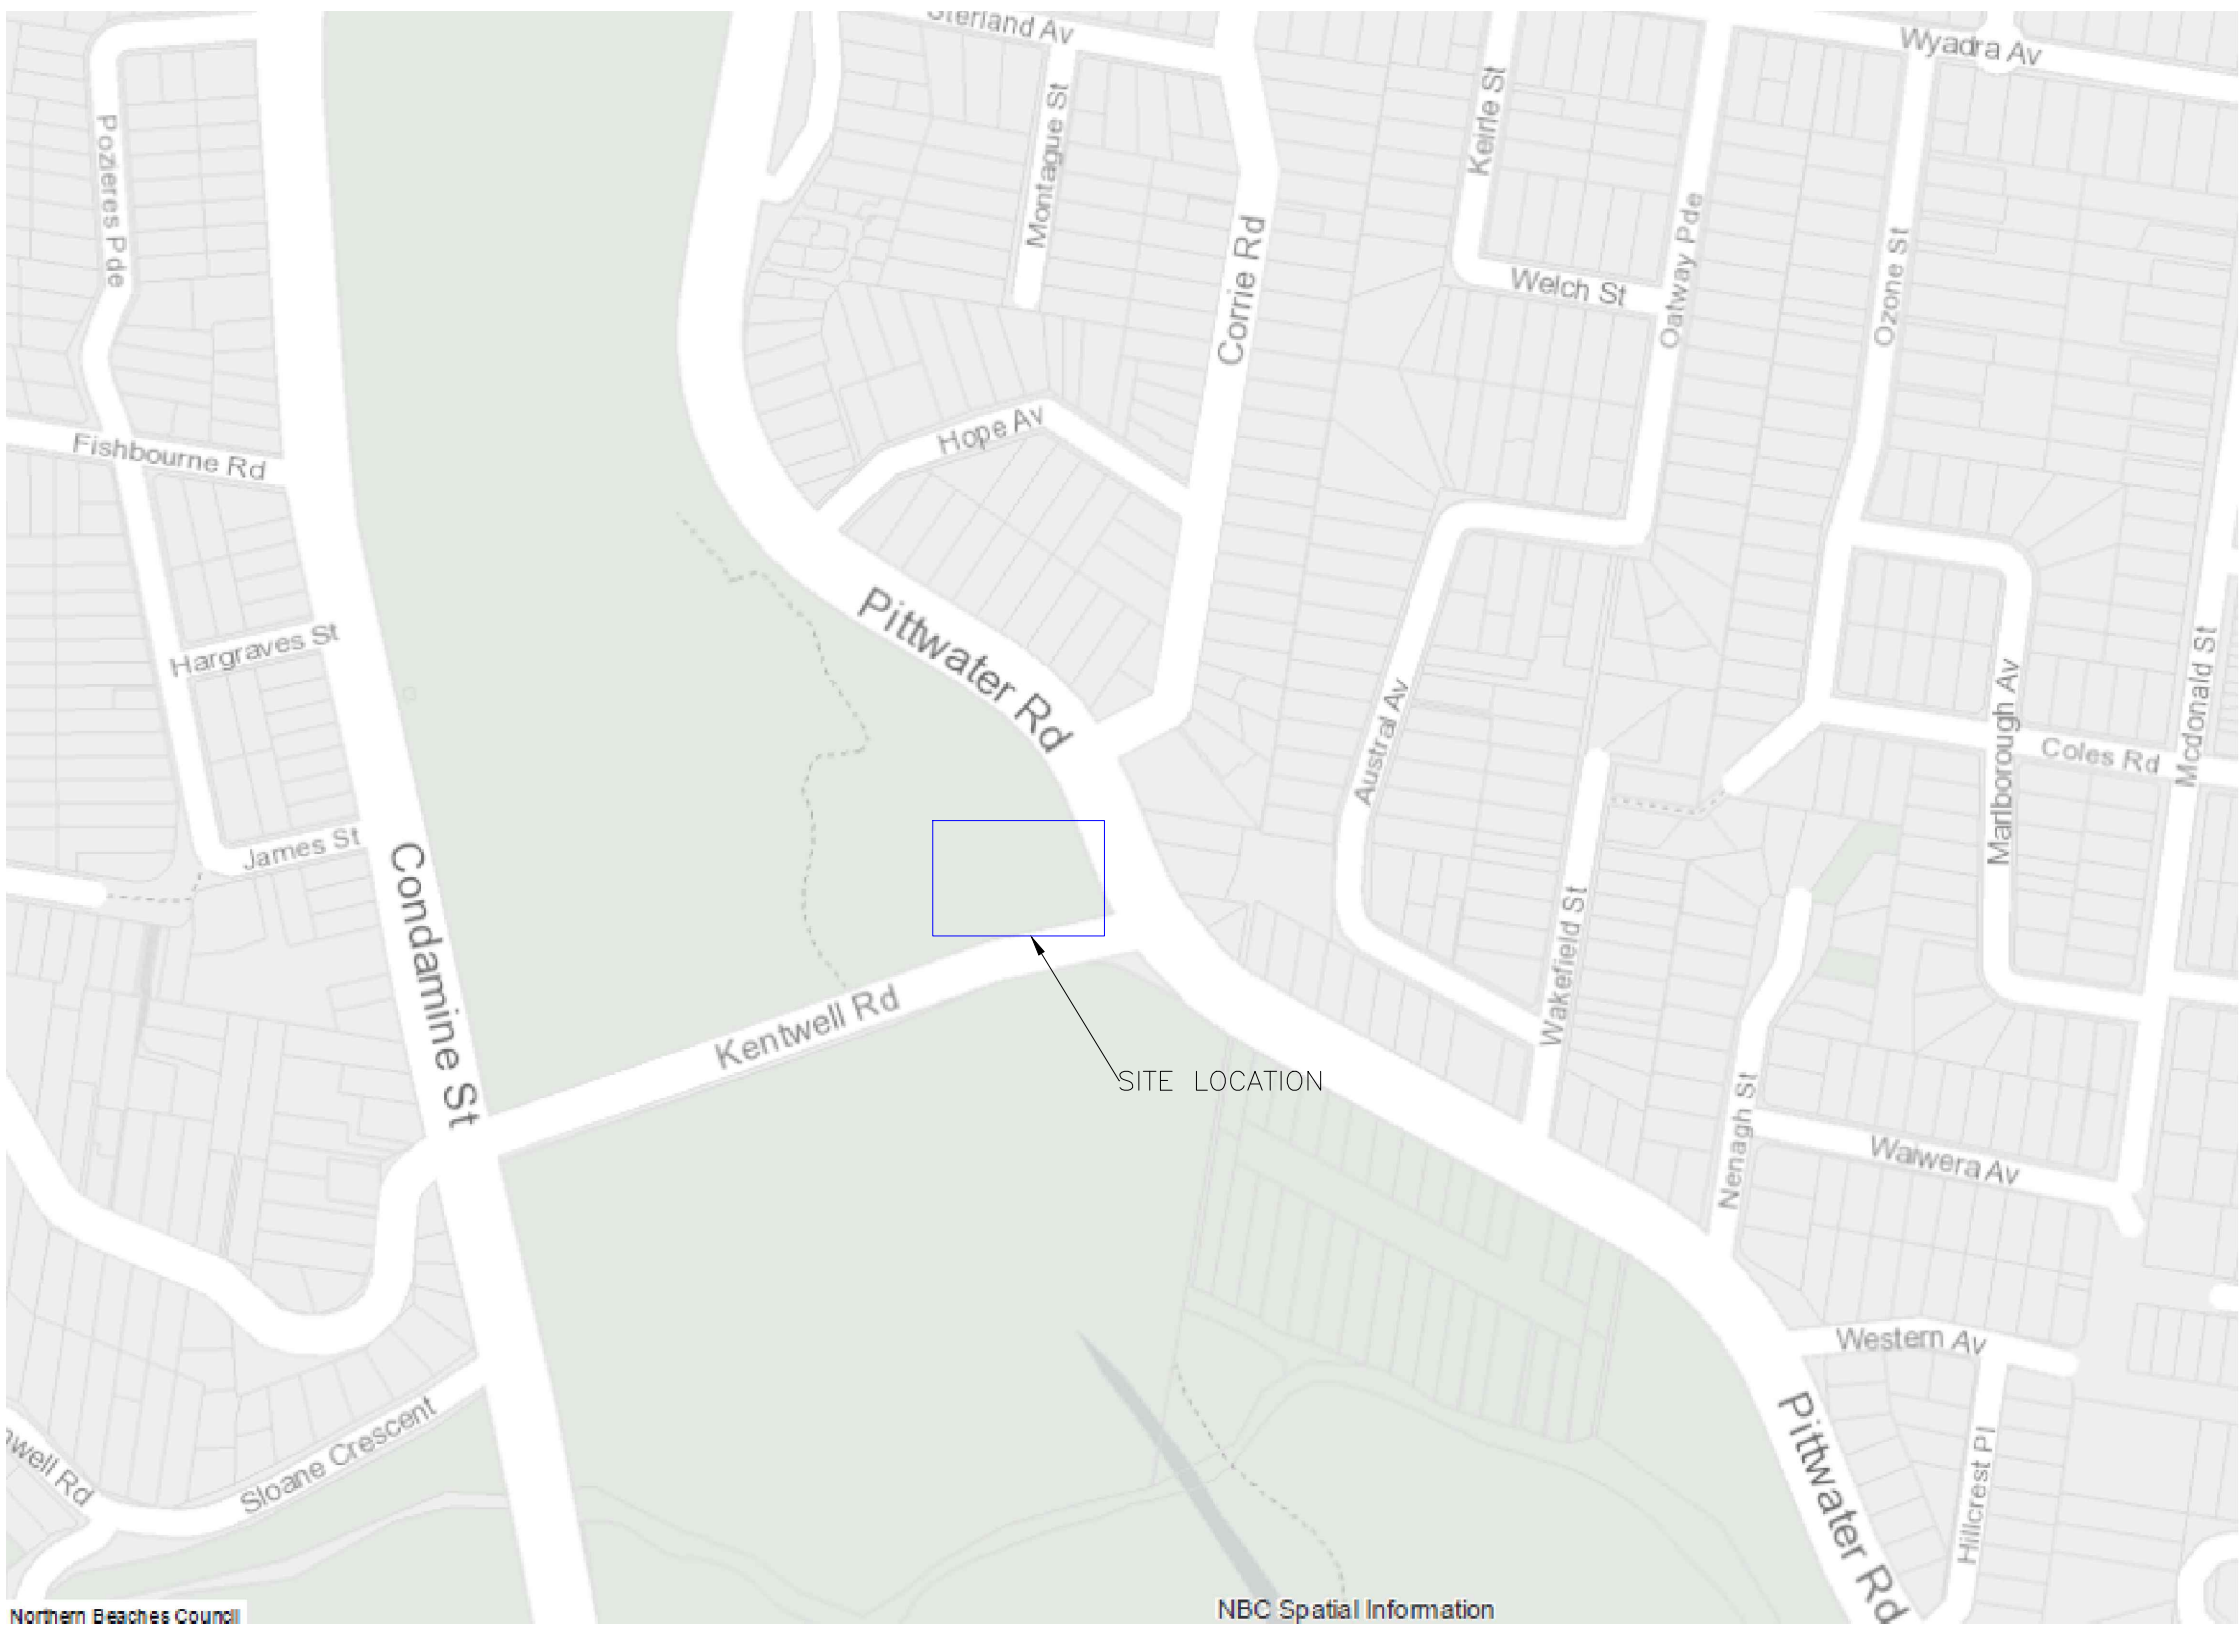 Sterland Av
Wyadra Av
Keirle St
Montague St
Pozieres Pde
Oatway Pde
Corrie Rd
Ozone St
Welch St
Hope Av
Fishbourne Rd
Pittwater Rd
Hargraves St
Mcdonald St
Marlborough Av
Austral Av
Coles Rd
James St
Condamine St
Wakefield St
Kentwell Rd
SITE LOCATION
Nenagh St
Waiwera Av
Western Av
Sloane Crescent
Pittwater Rd
Hillcrest Pl
well Rd
Northern Beaches Council
NBC Spatial Information